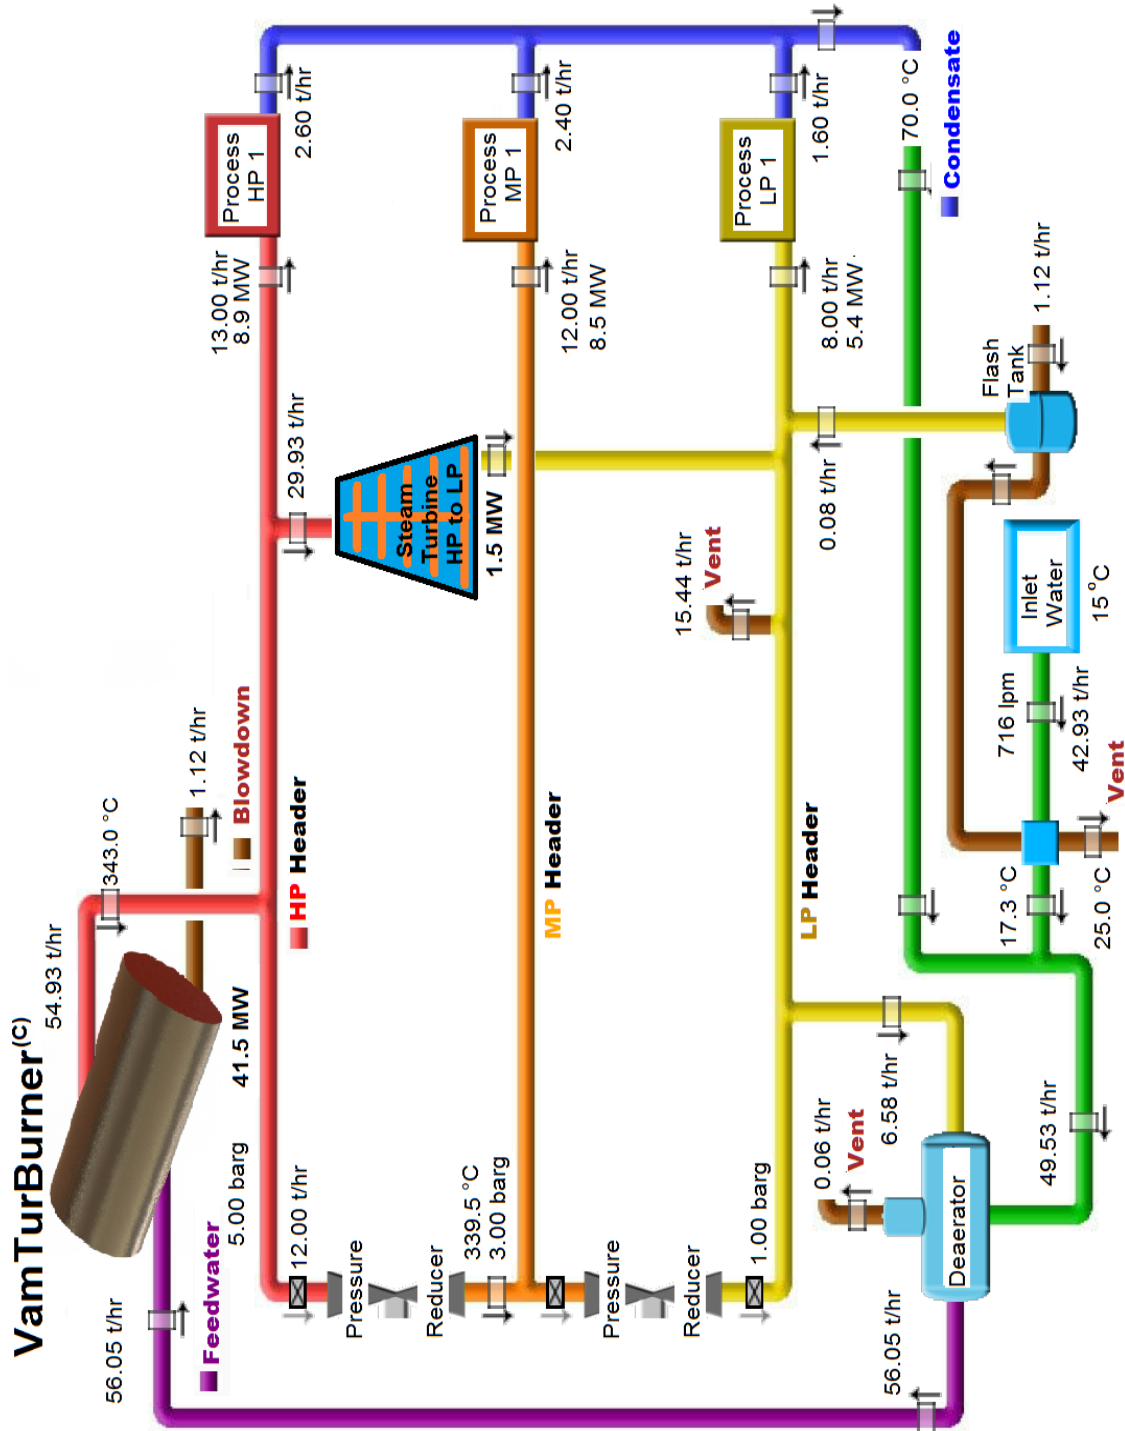 VamTurBurner(C)
54.93 t/hr
343.0 °C
1.12 t/hr
Blowdown
41.5 MW
56.05 t/hr
Feedwater
5.00 barg
HP Header
12.00 t/hr
29.93 t/hr
13.00 t/hr
8.9 MW
Process
HP 1
2.60 t/hr
Pressure
Reducer
Steam
Turbine
HP to LP
1.5 MW
339.5 °C
3.00 barg
MP Header
12.00 t/hr
8.5 MW
Process
MP 1
2.40 t/hr
Pressure
Reducer
1.00 barg
LP Header
15.44 t/hr
Vent
0.08 t/hr
8.00 t/hr
5.4 MW
Process
LP 1
1.60 t/hr
70.0 °C
Condensate
0.06 t/hr
Vent
6.58 t/hr
56.05 t/hr
Deaerator
49.53 t/hr
17.3 °C
25.0 °C
Vent
716 lpm
42.93 t/hr
Inlet
Water
15 °C
Flash
Tank
1.12 t/hr